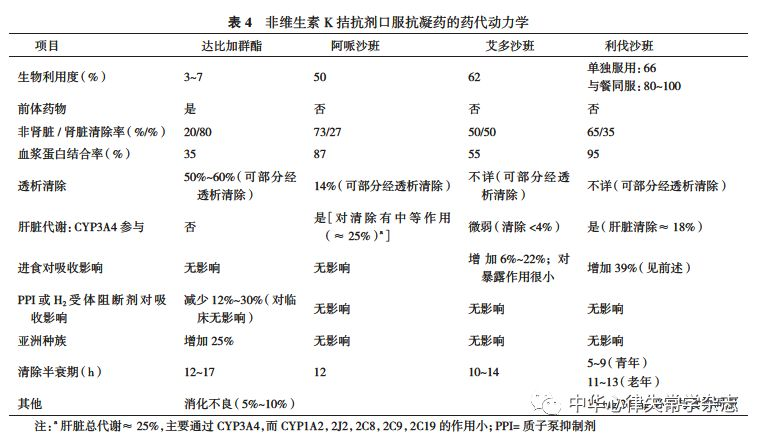 表 4 非维生素 K 拮抗剂口服抗凝药的药代动力学
项目 达比加群酯 阿哌沙班 艾多沙班 利伐沙班
生物利用度(%) 3~7 50 62 单独服用:66
与餐同服:80~100
前体药物 是 否 否 否
非肾脏/肾脏清除率(%/%) 20/80 73/27 50/50 65/35
血浆蛋白结合率(%) 35 87 55 95
透析清除 50%~60%(可部分经
透析清除) 14%(可部分经透析清除) 不详(可部分经透
析清除) 不详(可部分经透析清除)
肝脏代谢:CYP3A4 参与 否 是[对清除有中等作用
(≈25%)ª] 微弱(清除<4%) 是(肝脏清除≈18%)
进食对吸收影响 无影响 无影响 增加 6%~22%;对
暴露作用很小 增加 39%(见前述)
PPI 或 H₂ 受体阻断剂对吸
收影响 减少 12%~30%(对临
床无影响) 无影响 无影响 无影响
亚洲种族 增加 25% 无影响 无影响 无影响
清除半衰期(h) 12~17 12 10~14 5~9(青年)
11~13(老年)
其他 消化不良(5%~10%)
中华心律失常学杂志
注:ª 肝脏总代谢≈25%,主要通过 CYP3A4,而 CYP1A2, 2J2, 2C8, 2C9, 2C19 的作用小;PPI=质子泵抑制剂